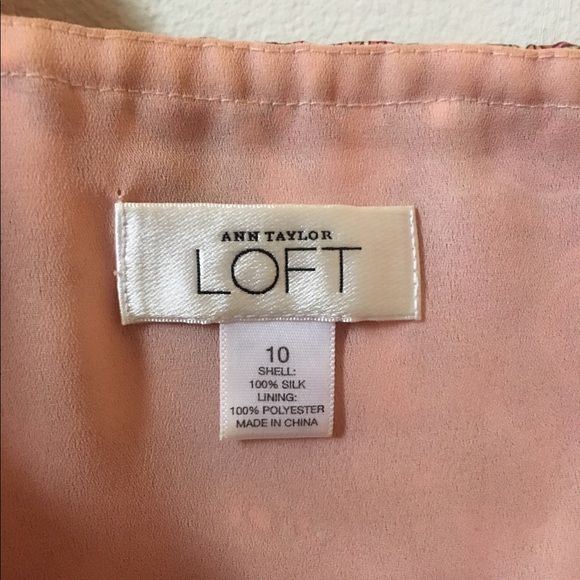 ANN TAYLOR
LOFT
10
SHELL:
100% SILK
LINING:
100% POLYESTER
MADE IN CHINA